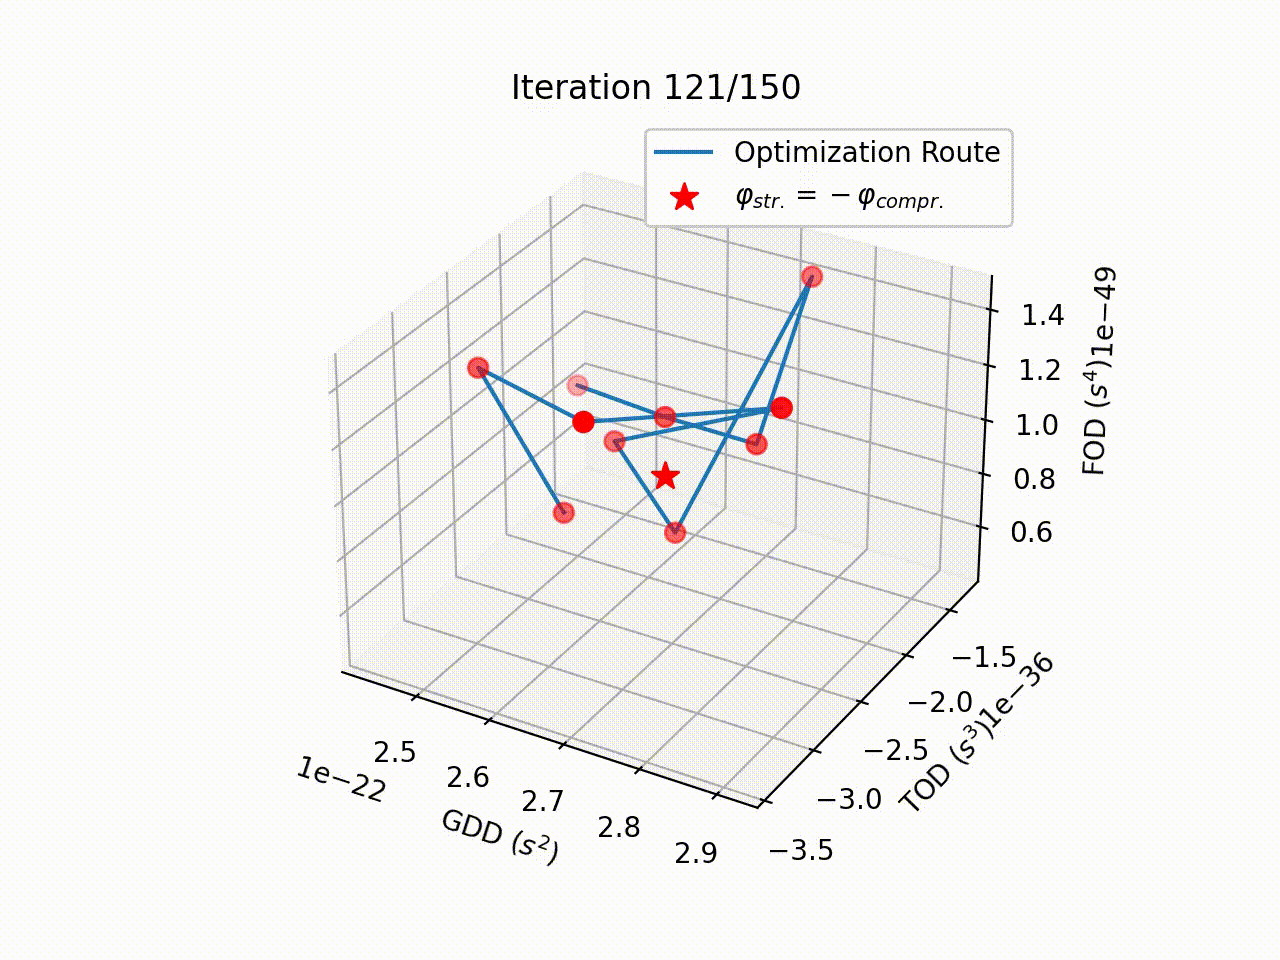 Iteration 121/150
Optimization Route
φstr. = − φcompr.
1.4
1.2
1.0
0.8
0.6
FOD (s⁴)1e−49
−1.5
−2.0
−2.5
−3.0
−3.5
TOD (s³)1e−36
2.5
2.6
2.7
2.8
2.9
1e−22
GDD (s²)